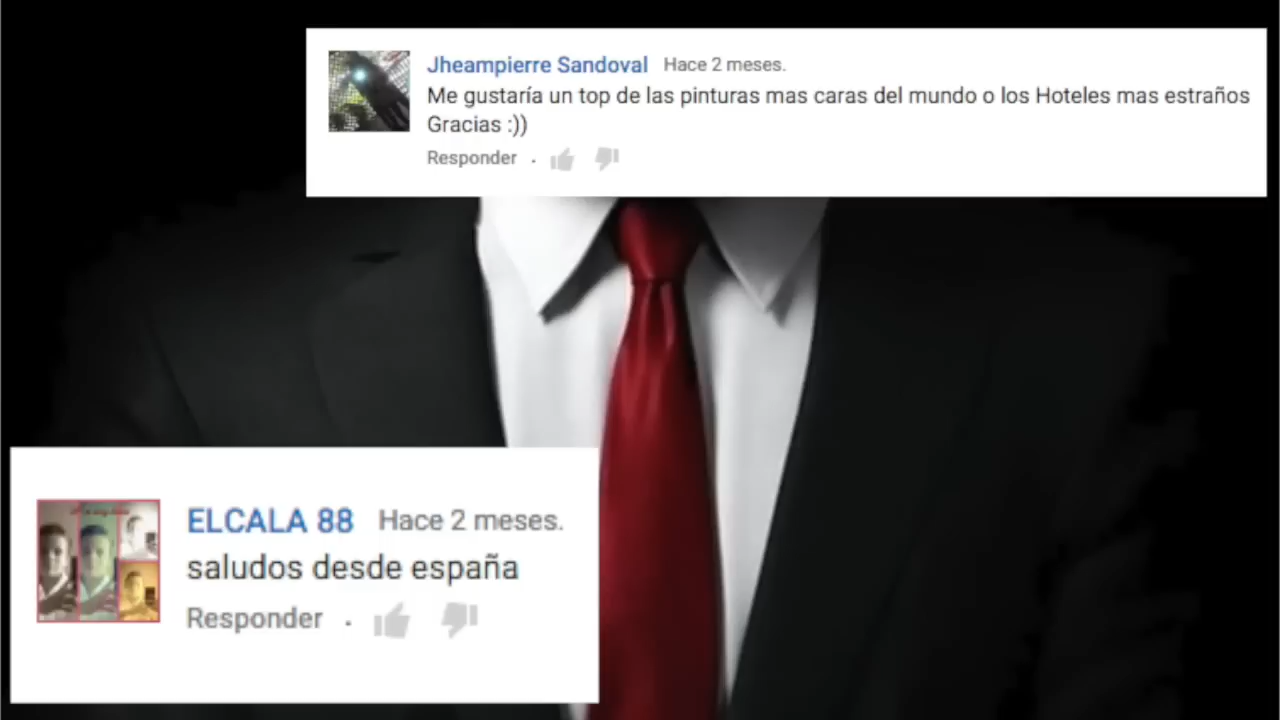 Jheampierre Sandoval Hace 2 meses.
Me gustaría un top de las pinturas mas caras del mundo o los Hoteles mas estraños
Gracias :))
Responder .
ELCALA 88 Hace 2 meses.
saludos desde españa
Responder .